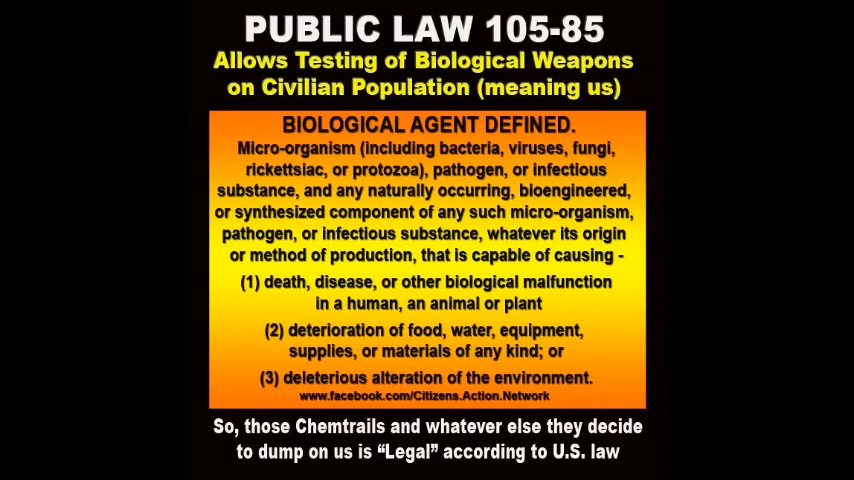 PUBLIC LAW 105-85
Allows Testing of Biological Weapons
on Civilian Population (meaning us)
BIOLOGICAL AGENT DEFINED.
Micro-organism (including bacteria, viruses, fungi,
rickettsiac, or protozoa), pathogen, or infectious
substance, and any naturally occurring, bioengineered,
or synthesized component of any such micro-organism,
pathogen, or infectious substance, whatever its origin
or method of production, that is capable of causing -
(1) death, disease, or other biological malfunction
in a human, an animal or plant
(2) deterioration of food, water, equipment,
supplies, or materials of any kind; or
(3) deleterious alteration of the environment.
www.facebook.com/Citizens.Action.Network
So, those Chemtrails and whatever else they decide
to dump on us is “Legal” according to U.S. law